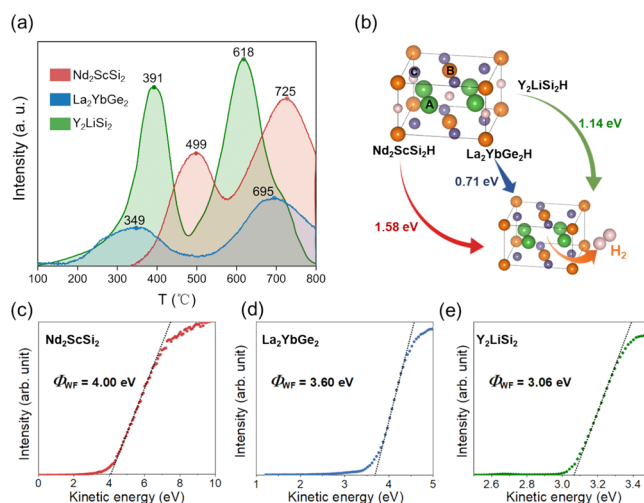 (a)
Intensity (a. u.)
Nd₂ScSi₂
La₂YbGe₂
Y₂LiSi₂
391
618
725
499
695
349
100 200 300 400 500 600 700 800
T (℃)
(b)
C
B
A
Y₂LiSi₂H
Nd₂ScSi₂H
La₂YbGe₂H
1.14 eV
0.71 eV
1.58 eV
H₂
(c)
Nd₂ScSi₂
Φ_WF = 4.00 eV
Intensity (arb. unit)
0 2 4 6 8 10
Kinetic energy (eV)
(d)
La₂YbGe₂
Φ_WF = 3.60 eV
Intensity (arb. unit)
1 2 3 4 5
Kinetic energy (eV)
(e)
Y₂LiSi₂
Φ_WF = 3.06 eV
Intensity (arb. unit)
2.6 2.8 3.0 3.2 3.4
Kinetic energy (eV)